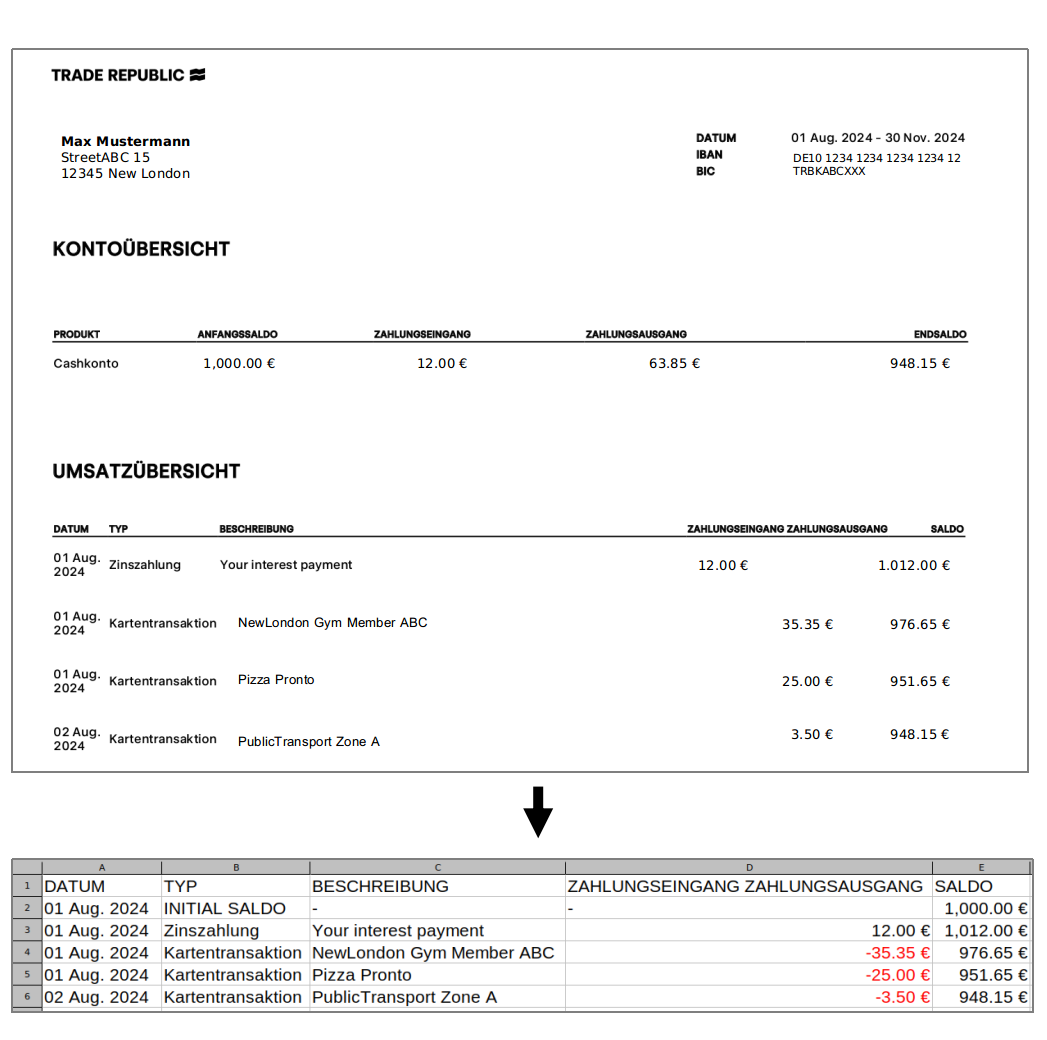 TRADE REPUBLIC
Max Mustermann
StreetABC 15
12345 New London
DATUM 01 Aug. 2024 - 30 Nov. 2024
IBAN DE10 1234 1234 1234 1234 12
BIC TRBKABCXXX
KONTOÜBERSICHT
PRODUKT ANFANGSSALDO ZAHLUNGSEINGANG ZAHLUNGSAUSGANG ENDSALDO
Cashkonto 1,000.00 € 12.00 € 63.85 € 948.15 €
UMSATZÜBERSICHT
DATUM TYP BESCHREIBUNG ZAHLUNGSEINGANG ZAHLUNGSAUSGANG SALDO
01 Aug. 2024 Zinszahlung Your interest payment 12.00 € 1.012.00 €
01 Aug. 2024 Kartentransaktion NewLondon Gym Member ABC 35.35 € 976.65 €
01 Aug. 2024 Kartentransaktion Pizza Pronto 25.00 € 951.65 €
02 Aug. 2024 Kartentransaktion PublicTransport Zone A 3.50 € 948.15 €
A B C D E
1 DATUM TYP BESCHREIBUNG ZAHLUNGSEINGANG ZAHLUNGSAUSGANG SALDO
2 01 Aug. 2024 INITIAL SALDO - - 1,000.00 €
3 01 Aug. 2024 Zinszahlung Your interest payment 12.00 € 1,012.00 €
4 01 Aug. 2024 Kartentransaktion NewLondon Gym Member ABC -35.35 € 976.65 €
5 01 Aug. 2024 Kartentransaktion Pizza Pronto -25.00 € 951.65 €
6 02 Aug. 2024 Kartentransaktion PublicTransport Zone A -3.50 € 948.15 €